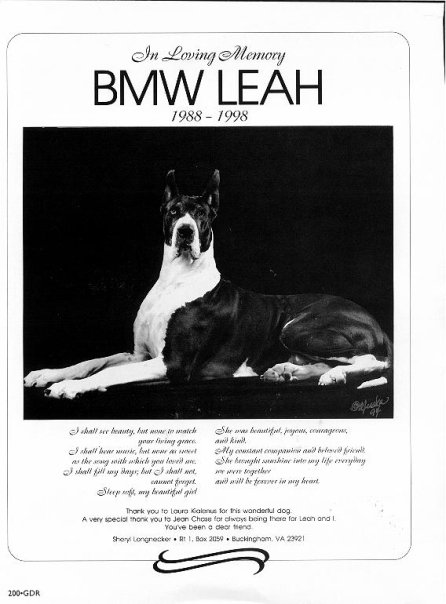 In Loving Memory
BMW LEAH
1988 - 1998
I shall see beauty, but none to match
your living grace.
I shall hear music, but none as sweet
as the song with which you loved me.
I shall fill my days; but I shall not,
cannot forget.
Sleep soft, my beautiful girl
She was beautiful, joyous, courageous,
and kind.
My constant companion and beloved friend.
She brought sunshine into my life everyday
we were together
and will be forever in my heart.
Thank you to Laura Kialenus for this wonderful dog.
A very special thank you to Jean Chase for always being there for Leah and I.
You've been a dear friend.
Sheryl Longnecker • Rt 1, Box 2059 • Buckingham, VA 23921
200•GDR